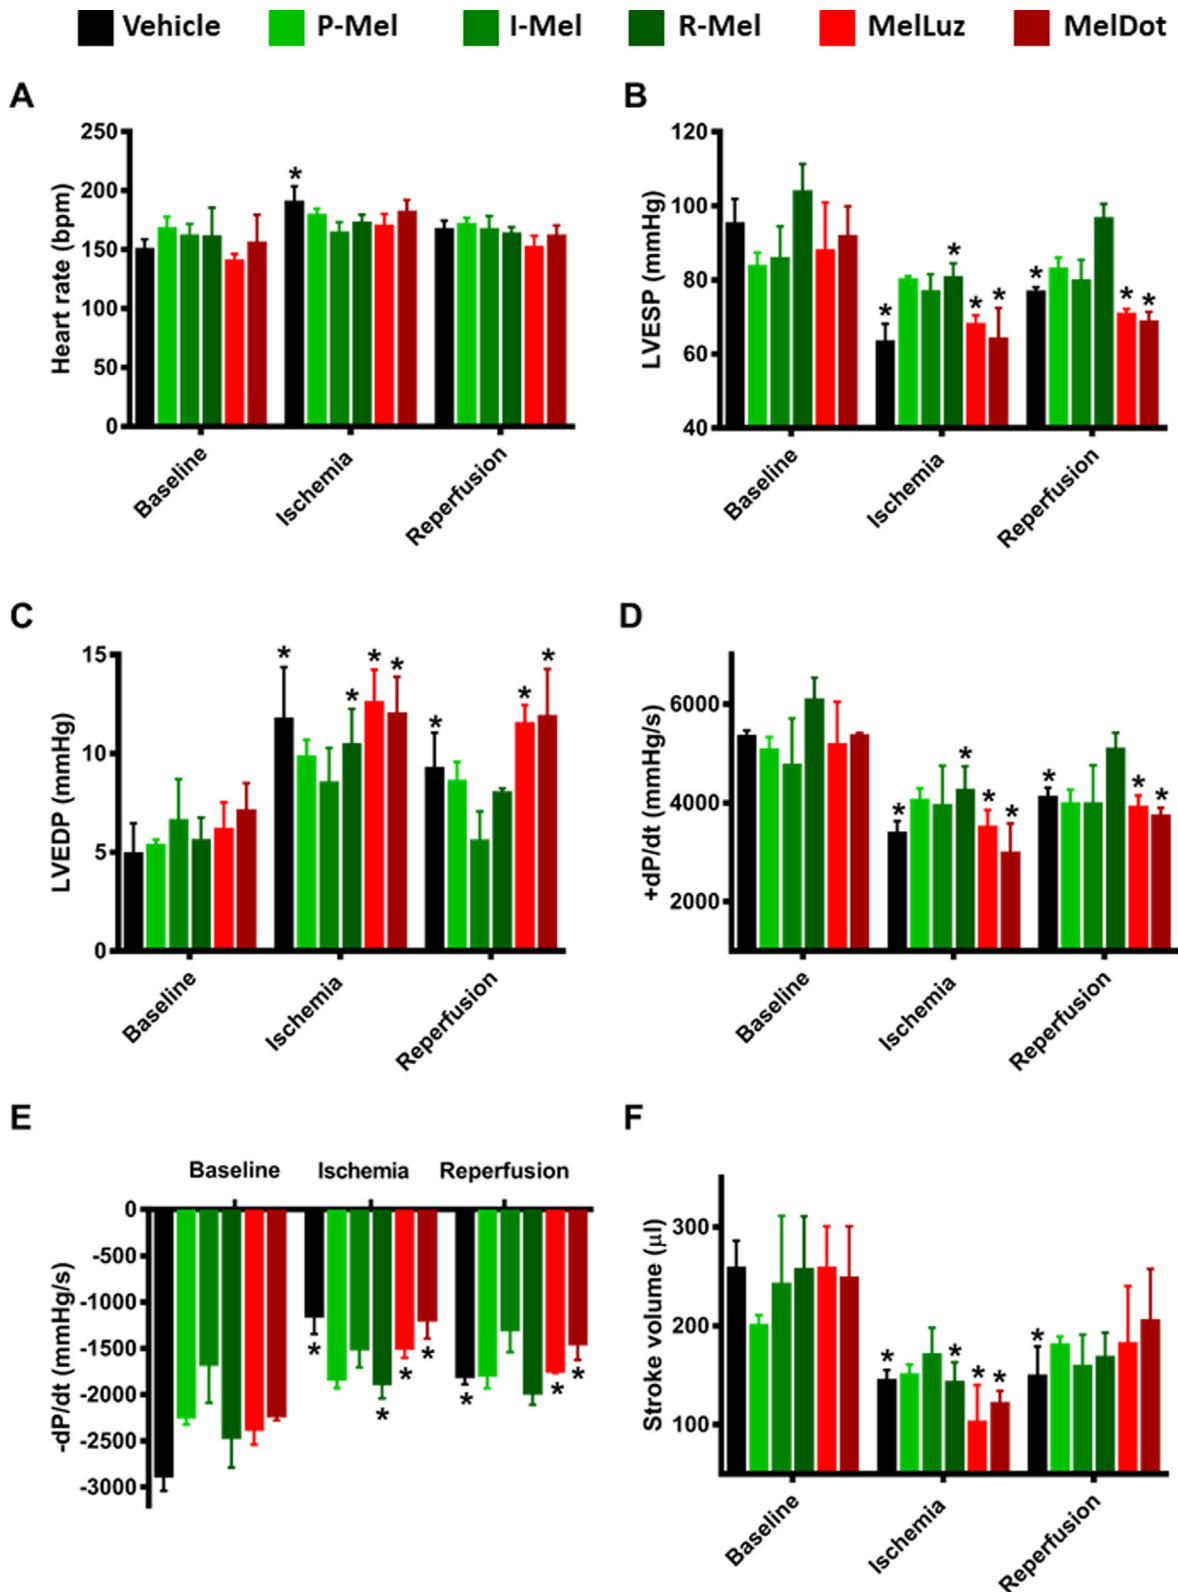 Vehicle P-Mel I-Mel R-Mel MelLuz MelDot
A
Heart rate (bpm)
250
200
150
100
50
0
*
Baseline Ischemia Reperfusion
B
LVESP (mmHg)
120
100
80
60
40
* * * * * * *
Baseline Ischemia Reperfusion
C
LVEDP (mmHg)
15
10
5
0
* * * * * * *
Baseline Ischemia Reperfusion
D
+dP/dt (mmHg/s)
6000
4000
2000
* * * * * * *
Baseline Ischemia Reperfusion
E
Baseline Ischemia Reperfusion
-dP/dt (mmHg/s)
0
-500
-1000
-1500
-2000
-2500
-3000
* * * * * * *
F
Stroke volume (µl)
300
200
100
* * * * *
Baseline Ischemia Reperfusion